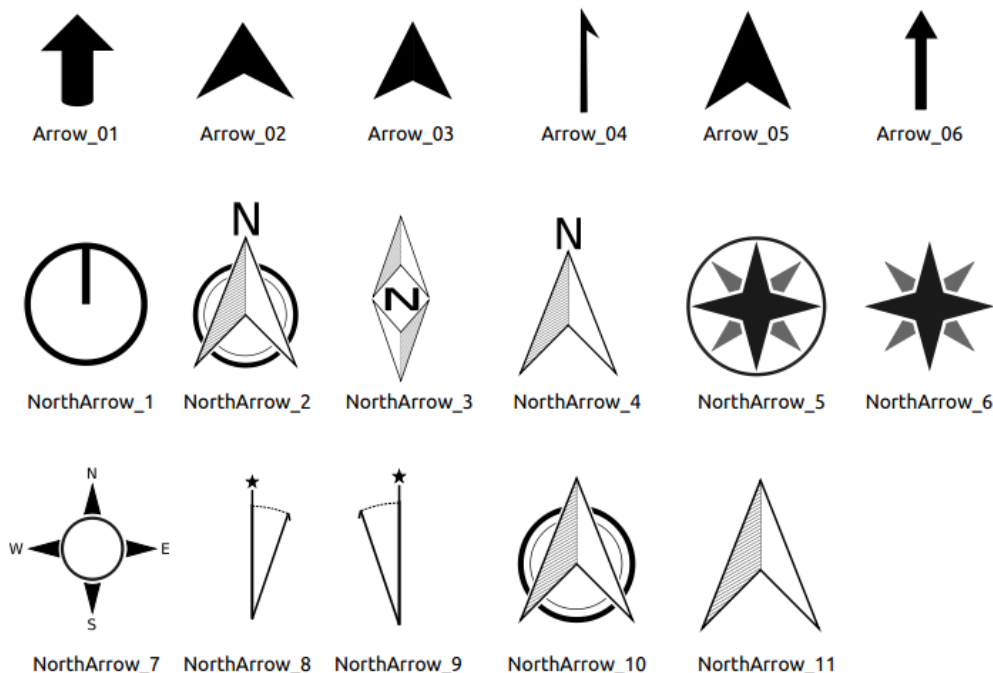 Arrow_01 Arrow_02 Arrow_03 Arrow_04 Arrow_05 Arrow_06
N N
N
NorthArrow_1 NorthArrow_2 NorthArrow_3 NorthArrow_4 NorthArrow_5 NorthArrow_6
N
W E
S
NorthArrow_7 NorthArrow_8 NorthArrow_9 NorthArrow_10 NorthArrow_11